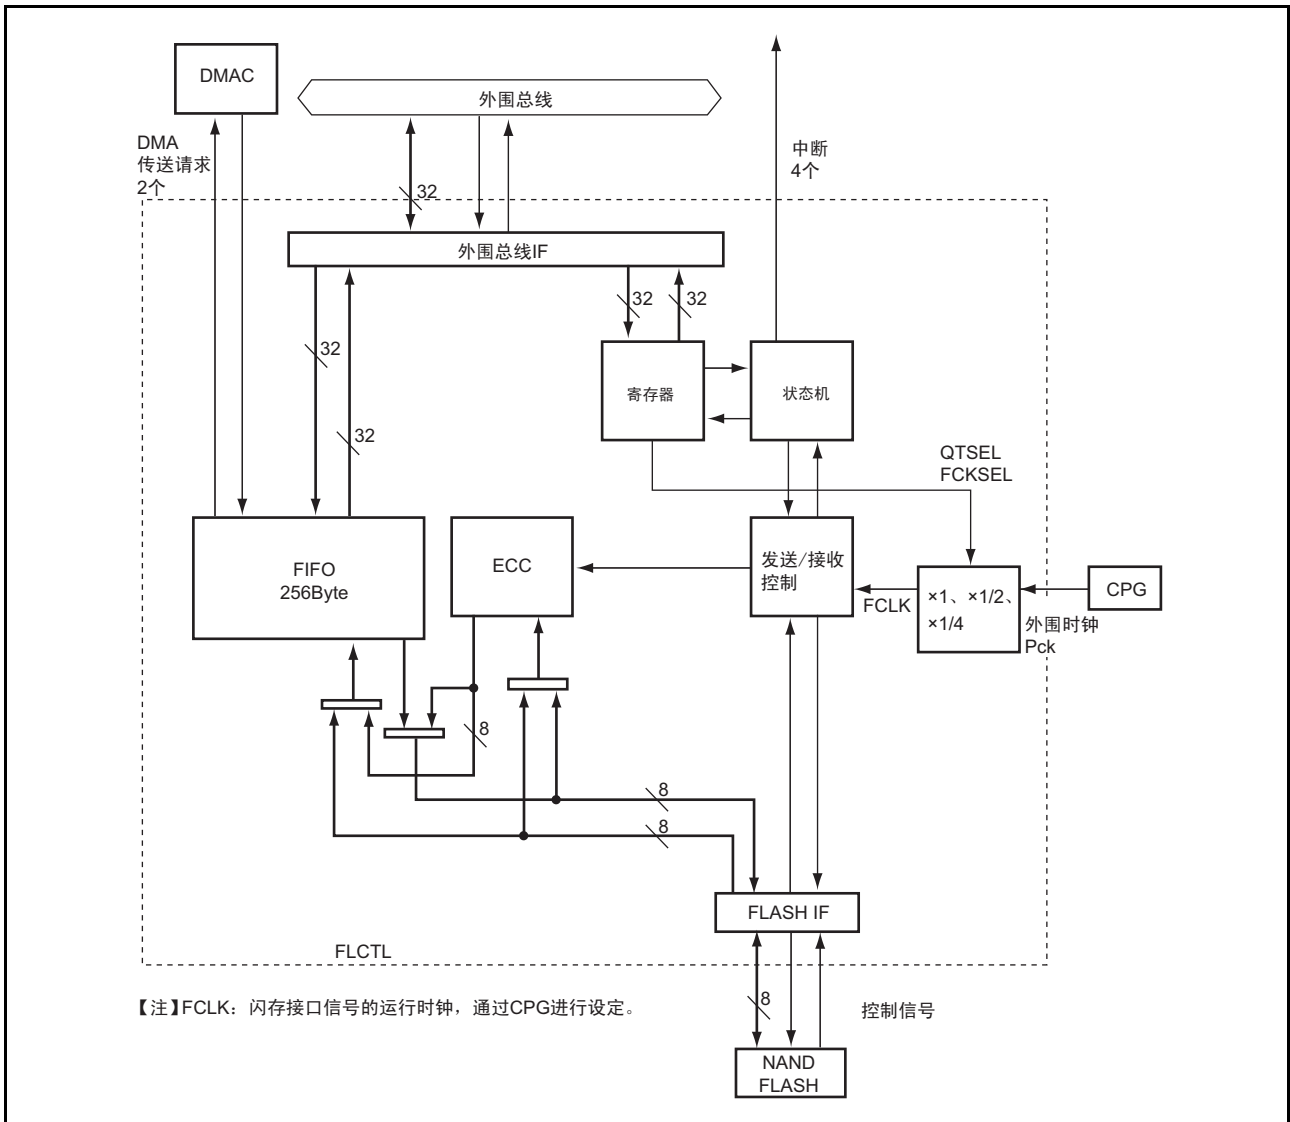 DMAC
外围总线
DMA
传送请求
2个
中断
4个
32
外围总线IF
32
32
32
32
寄存器
状态机
QTSEL
FCKSEL
FIFO
256Byte
ECC
发送/接收
控制
FCLK
×1、×1/2、
×1/4
CPG
外围时钟
Pck
8
8
8
FLASH IF
FLCTL
【注】FCLK：闪存接口信号的运行时钟，通过CPG进行设定。
8
控制信号
NAND
FLASH